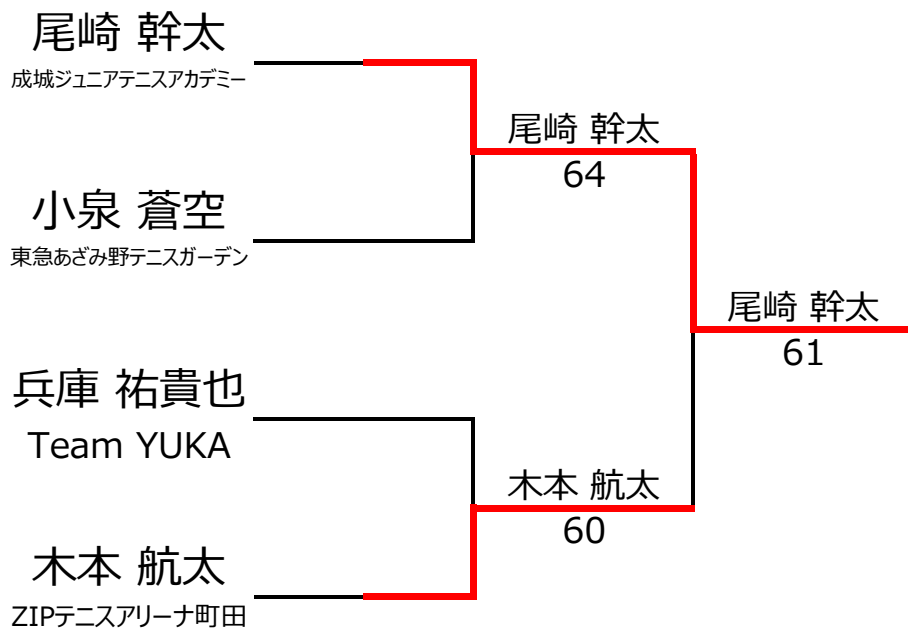 尾崎 幹太
成城ジュニアテニスアカデミー
小泉 蒼空
東急あざみ野テニスガーデン
兵庫 祐貴也
Team YUKA
木本 航太
ZIPテニスアリーナ町田
尾崎 幹太
64
木本 航太
60
尾崎 幹太
61